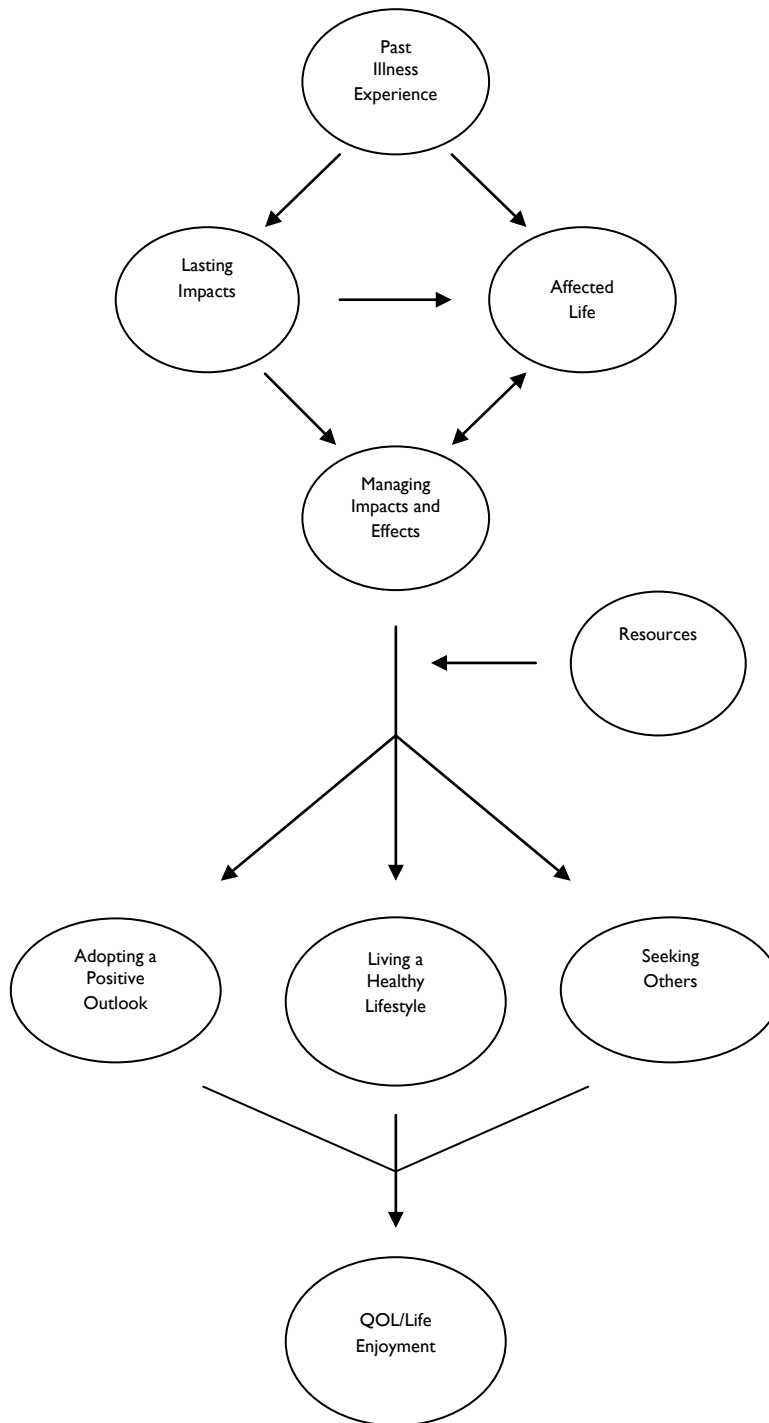 Past
Illness
Experience
Lasting
Impacts
Affected
Life
Managing
Impacts and
Effects
Resources
Adopting a
Positive
Outlook
Living a
Healthy
Lifestyle
Seeking
Others
QOL/Life
Enjoyment